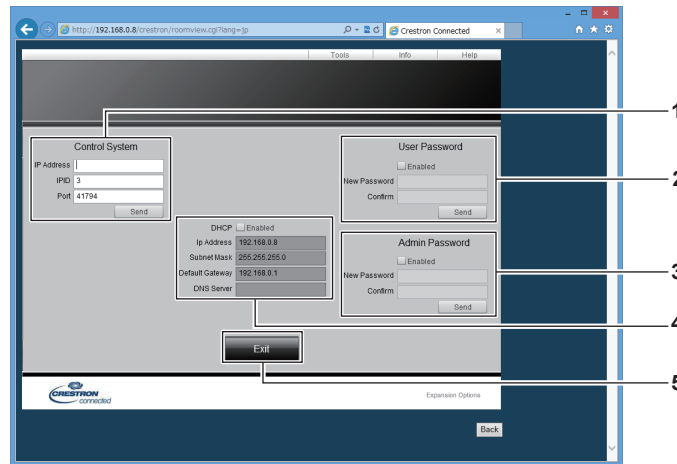 http://192.168.0.8/crestron/roomview.cgi?lang=jp
Crestron Connected
Tools Info Help
Control System
IP Address
IPID 3
Port 41794
Send
User Password
Enabled
New Password
Confirm
Send
DHCP Enabled
Ip Address 192.168.0.8
Subnet Mask 255.255.255.0
Default Gateway 192.168.0.1
DNS Server
Admin Password
Enabled
New Password
Confirm
Send
Exit
CRESTRON
connected
Expansion Options
Back
1
2
3
4
5